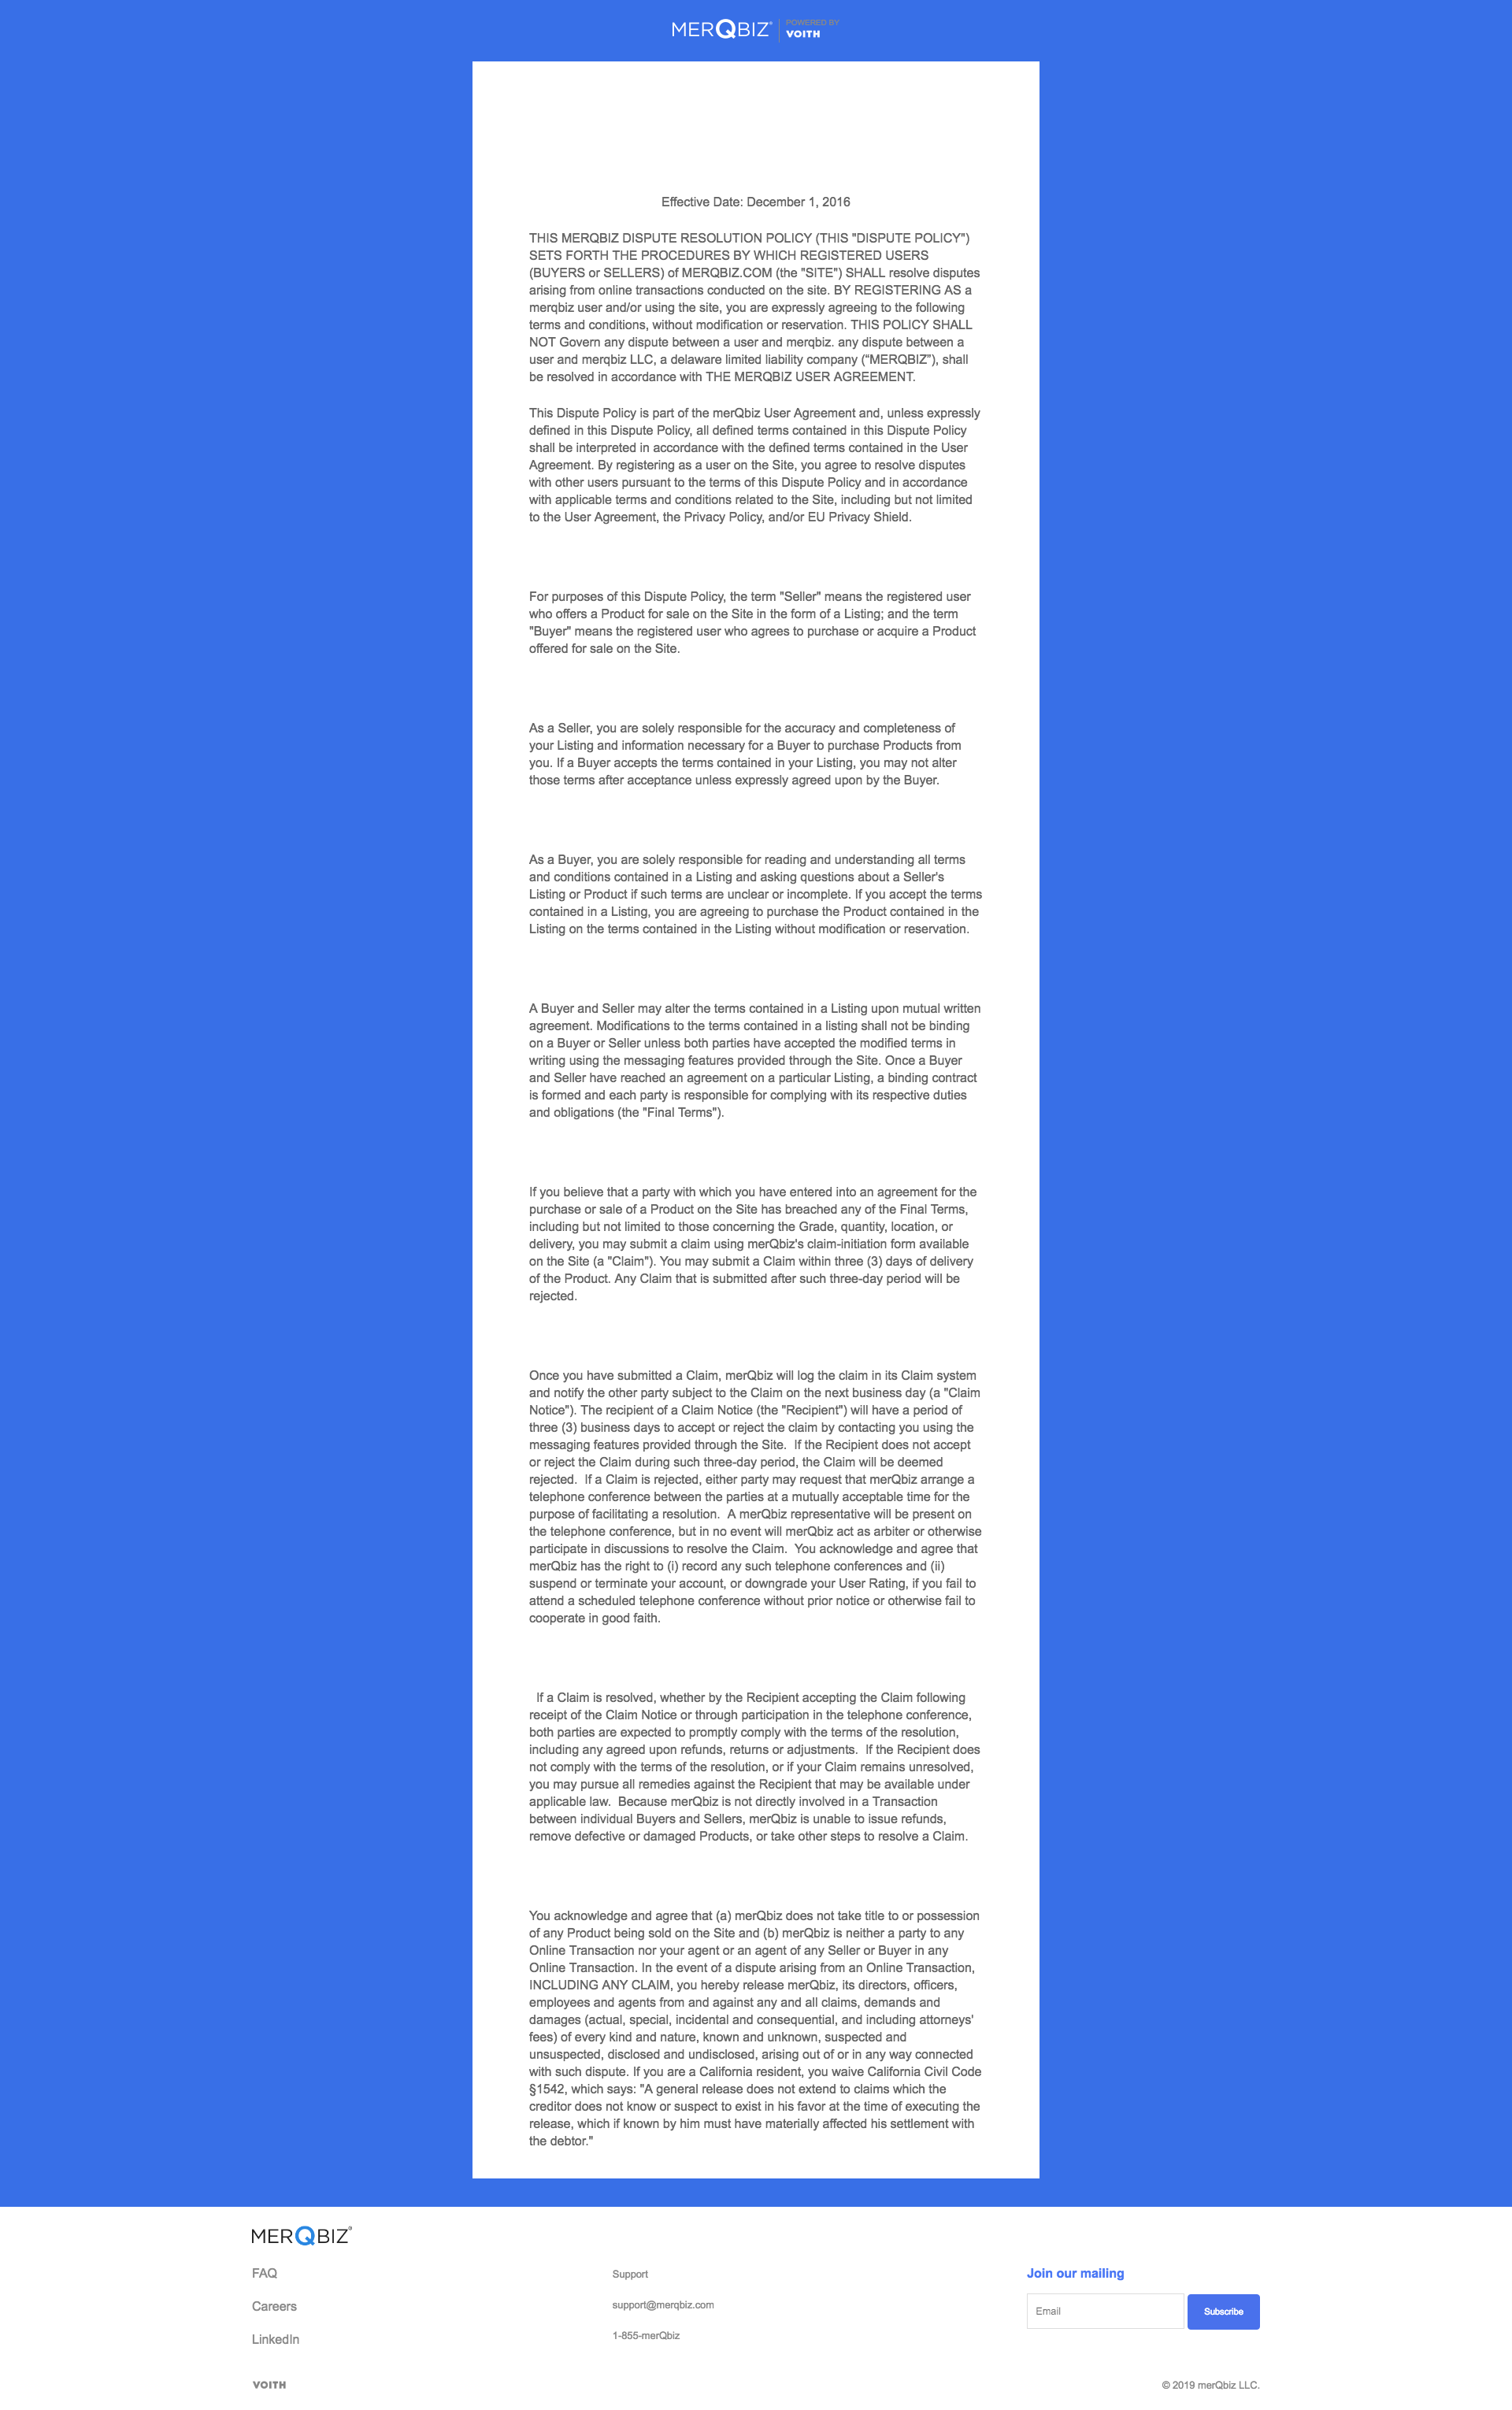 MERQBIZ® POWERED BY
VOITH
Effective Date: December 1, 2016
THIS MERQBIZ DISPUTE RESOLUTION POLICY (THIS "DISPUTE POLICY")
SETS FORTH THE PROCEDURES BY WHICH REGISTERED USERS
(BUYERS or SELLERS) of MERQBIZ.COM (the "SITE") SHALL resolve disputes
arising from online transactions conducted on the site. BY REGISTERING AS a
merqbiz user and/or using the site, you are expressly agreeing to the following
terms and conditions, without modification or reservation. THIS POLICY SHALL
NOT Govern any dispute between a user and merqbiz. any dispute between a
user and merqbiz LLC, a delaware limited liability company (“MERQBIZ”), shall
be resolved in accordance with THE MERQBIZ USER AGREEMENT.
This Dispute Policy is part of the merQbiz User Agreement and, unless expressly
defined in this Dispute Policy, all defined terms contained in this Dispute Policy
shall be interpreted in accordance with the defined terms contained in the User
Agreement. By registering as a user on the Site, you agree to resolve disputes
with other users pursuant to the terms of this Dispute Policy and in accordance
with applicable terms and conditions related to the Site, including but not limited
to the User Agreement, the Privacy Policy, and/or EU Privacy Shield.
For purposes of this Dispute Policy, the term "Seller" means the registered user
who offers a Product for sale on the Site in the form of a Listing; and the term
"Buyer" means the registered user who agrees to purchase or acquire a Product
offered for sale on the Site.
As a Seller, you are solely responsible for the accuracy and completeness of
your Listing and information necessary for a Buyer to purchase Products from
you. If a Buyer accepts the terms contained in your Listing, you may not alter
those terms after acceptance unless expressly agreed upon by the Buyer.
As a Buyer, you are solely responsible for reading and understanding all terms
and conditions contained in a Listing and asking questions about a Seller's
Listing or Product if such terms are unclear or incomplete. If you accept the terms
contained in a Listing, you are agreeing to purchase the Product contained in the
Listing on the terms contained in the Listing without modification or reservation.
A Buyer and Seller may alter the terms contained in a Listing upon mutual written
agreement. Modifications to the terms contained in a listing shall not be binding
on a Buyer or Seller unless both parties have accepted the modified terms in
writing using the messaging features provided through the Site. Once a Buyer
and Seller have reached an agreement on a particular Listing, a binding contract
is formed and each party is responsible for complying with its respective duties
and obligations (the "Final Terms").
If you believe that a party with which you have entered into an agreement for the
purchase or sale of a Product on the Site has breached any of the Final Terms,
including but not limited to those concerning the Grade, quantity, location, or
delivery, you may submit a claim using merQbiz's claim-initiation form available
on the Site (a "Claim"). You may submit a Claim within three (3) days of delivery
of the Product. Any Claim that is submitted after such three-day period will be
rejected.
Once you have submitted a Claim, merQbiz will log the claim in its Claim system
and notify the other party subject to the Claim on the next business day (a "Claim
Notice"). The recipient of a Claim Notice (the "Recipient") will have a period of
three (3) business days to accept or reject the claim by contacting you using the
messaging features provided through the Site.  If the Recipient does not accept
or reject the Claim during such three-day period, the Claim will be deemed
rejected.  If a Claim is rejected, either party may request that merQbiz arrange a
telephone conference between the parties at a mutually acceptable time for the
purpose of facilitating a resolution.  A merQbiz representative will be present on
the telephone conference, but in no event will merQbiz act as arbiter or otherwise
participate in discussions to resolve the Claim.  You acknowledge and agree that
merQbiz has the right to (i) record any such telephone conferences and (ii)
suspend or terminate your account, or downgrade your User Rating, if you fail to
attend a scheduled telephone conference without prior notice or otherwise fail to
cooperate in good faith.
If a Claim is resolved, whether by the Recipient accepting the Claim following
receipt of the Claim Notice or through participation in the telephone conference,
both parties are expected to promptly comply with the terms of the resolution,
including any agreed upon refunds, returns or adjustments.  If the Recipient does
not comply with the terms of the resolution, or if your Claim remains unresolved,
you may pursue all remedies against the Recipient that may be available under
applicable law.  Because merQbiz is not directly involved in a Transaction
between individual Buyers and Sellers, merQbiz is unable to issue refunds,
remove defective or damaged Products, or take other steps to resolve a Claim.
You acknowledge and agree that (a) merQbiz does not take title to or possession
of any Product being sold on the Site and (b) merQbiz is neither a party to any
Online Transaction nor your agent or an agent of any Seller or Buyer in any
Online Transaction. In the event of a dispute arising from an Online Transaction,
INCLUDING ANY CLAIM, you hereby release merQbiz, its directors, officers,
employees and agents from and against any and all claims, demands and
damages (actual, special, incidental and consequential, and including attorneys'
fees) of every kind and nature, known and unknown, suspected and
unsuspected, disclosed and undisclosed, arising out of or in any way connected
with such dispute. If you are a California resident, you waive California Civil Code
§1542, which says: "A general release does not extend to claims which the
creditor does not know or suspect to exist in his favor at the time of executing the
release, which if known by him must have materially affected his settlement with
the debtor."
MERQBIZ®
FAQ
Careers
LinkedIn
Support
support@merqbiz.com
1-855-merQbiz
Join our mailing
Email
Subscribe
VOITH
© 2019 merQbiz LLC.